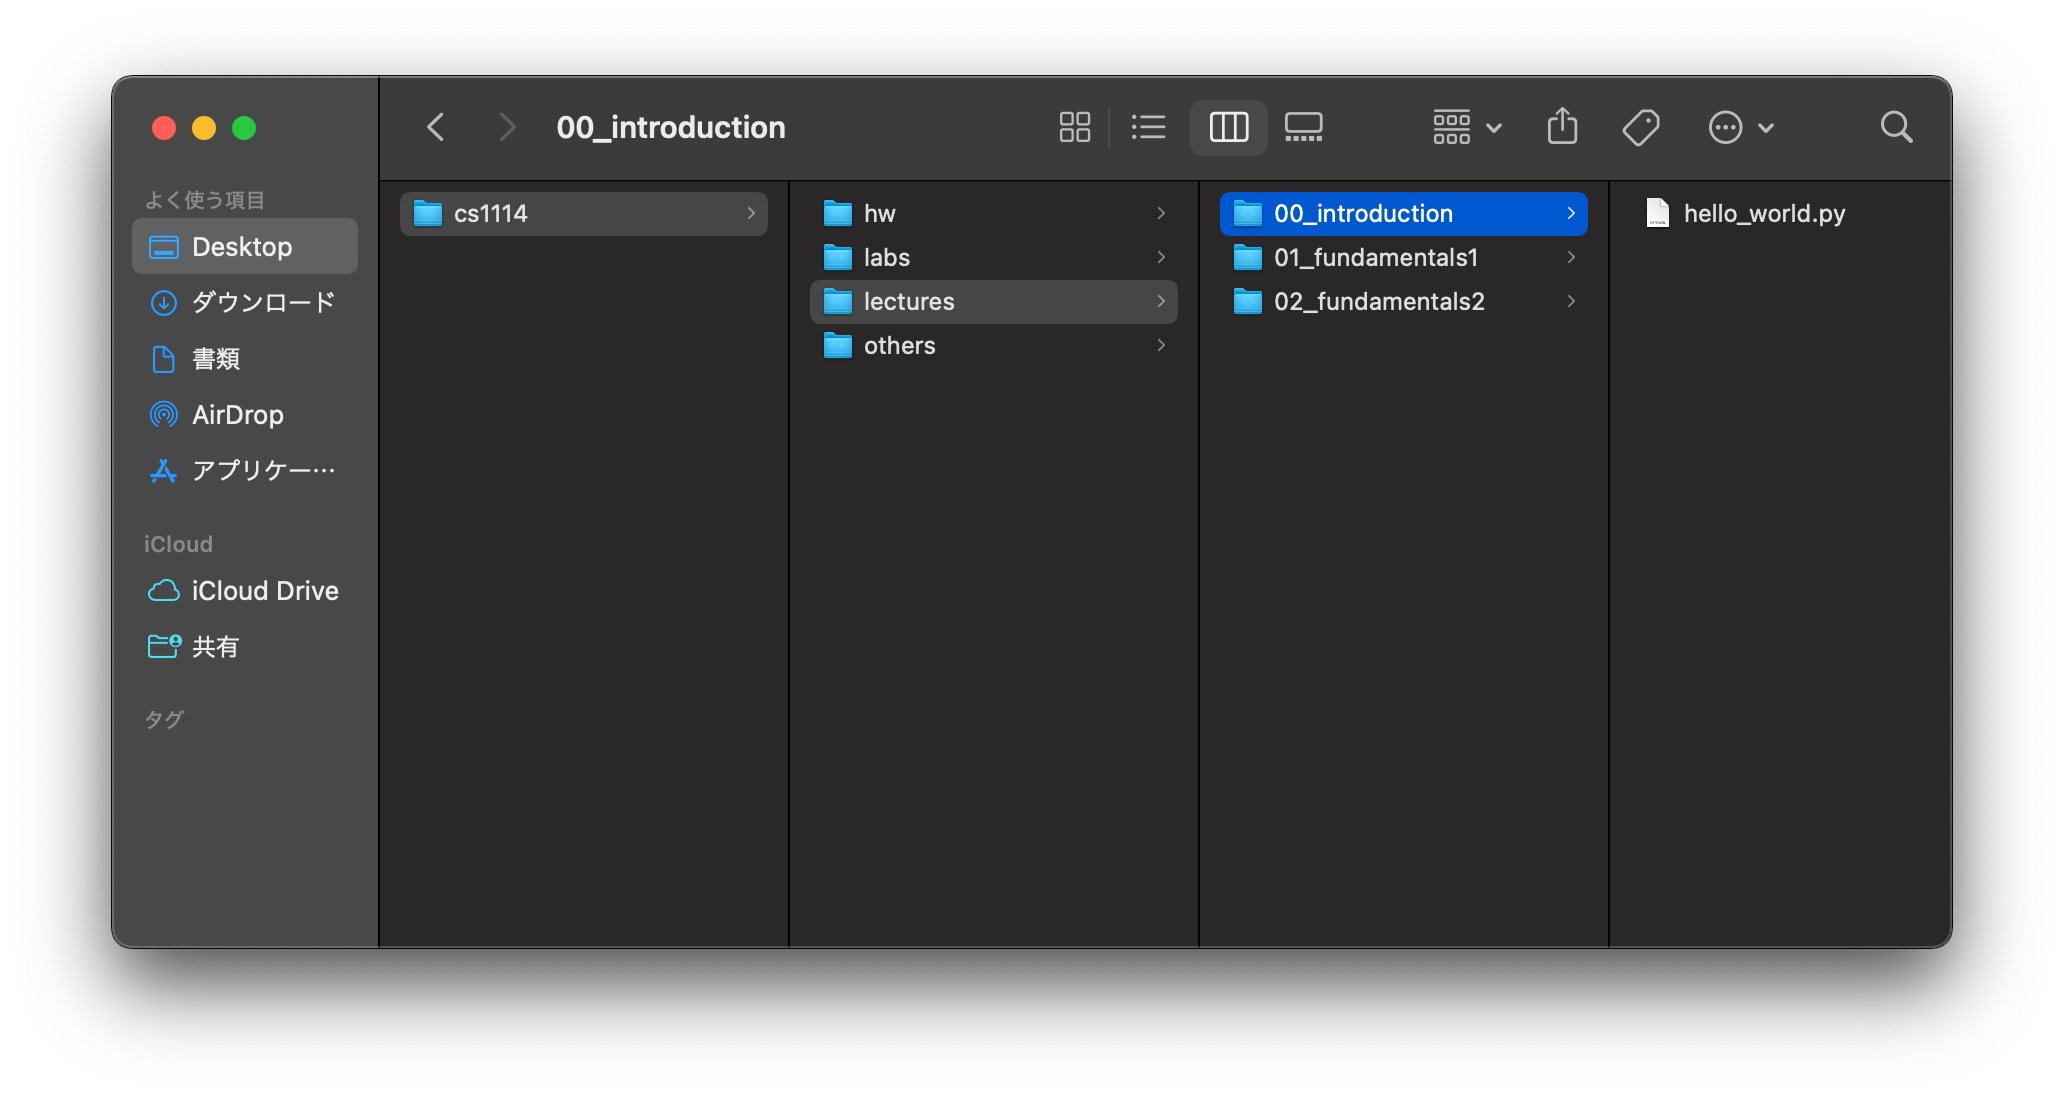 00_introduction
よく使う項目
Desktop
ダウンロード
書類
AirDrop
アプリケー…
iCloud
iCloud Drive
共有
タグ
cs1114
hw
labs
lectures
others
00_introduction
01_fundamentals1
02_fundamentals2
hello_world.py
PYTHON